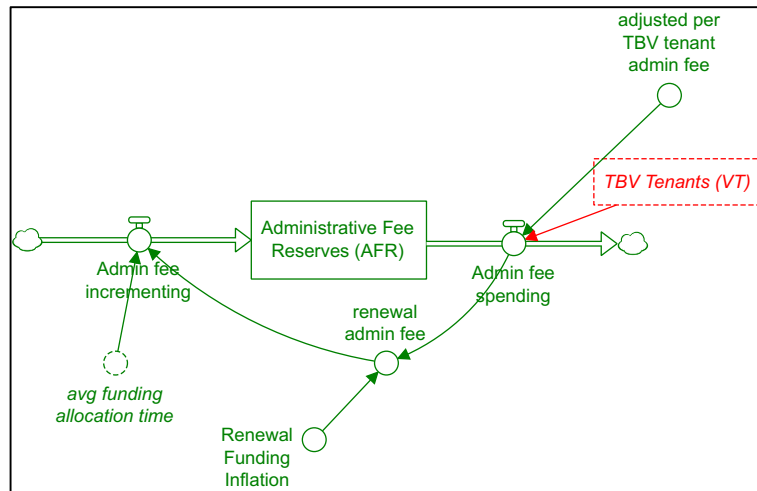 adjusted per
TBV tenant
admin fee
TBV Tenants (VT)
Administrative Fee
Reserves (AFR)
Admin fee
incrementing
Admin fee
spending
renewal
admin fee
avg funding
allocation time
Renewal
Funding
Inflation